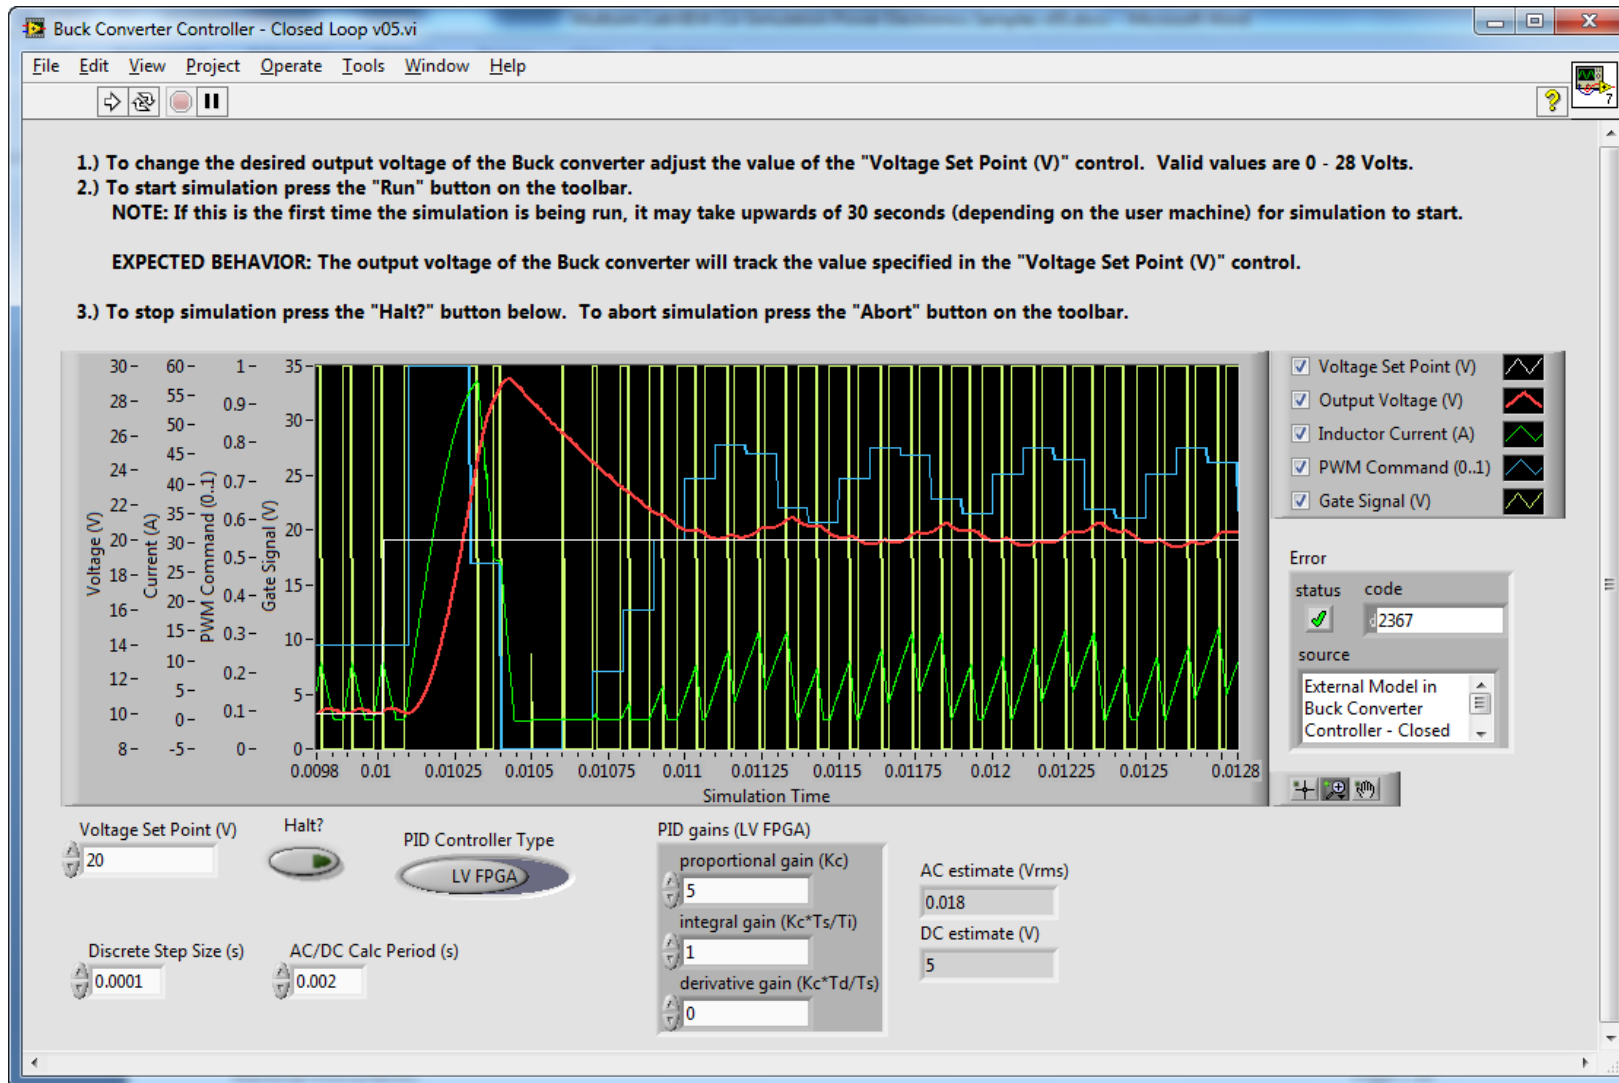 Buck Converter Controller - Closed Loop v05.vi
File Edit View Project Operate Tools Window Help
7
1.) To change the desired output voltage of the Buck converter adjust the value of the "Voltage Set Point (V)" control. Valid values are 0 - 28 Volts.
2.) To start simulation press the "Run" button on the toolbar.
NOTE: If this is the first time the simulation is being run, it may take upwards of 30 seconds (depending on the user machine) for simulation to start.
EXPECTED BEHAVIOR: The output voltage of the Buck converter will track the value specified in the "Voltage Set Point (V)" control.
3.) To stop simulation press the "Halt?" button below. To abort simulation press the "Abort" button on the toolbar.
Voltage (V)
30
28
26
24
22
20
18
16
14
12
10
8
Current (A)
60
55
50
45
40
35
30
25
20
15
10
5
0
-5
PWM Command (0..1)
1
0.9
0.8
0.7
0.6
0.5
0.4
0.3
0.2
0.1
0
Gate Signal (V)
35
30
25
20
15
10
5
0
0.0098 0.01 0.01025 0.0105 0.01075 0.011 0.01125 0.0115 0.01175 0.012 0.01225 0.0125 0.0128
Simulation Time
Voltage Set Point (V)
Output Voltage (V)
Inductor Current (A)
PWM Command (0..1)
Gate Signal (V)
Error
status code
d 2367
source
External Model in
Buck Converter
Controller - Closed
Voltage Set Point (V)
20
Halt?
PID Controller Type
LV FPGA
Discrete Step Size (s)
0.0001
AC/DC Calc Period (s)
0.002
PID gains (LV FPGA)
proportional gain (Kc)
5
integral gain (Kc*Ts/Ti)
1
derivative gain (Kc*Td/Ts)
0
AC estimate (Vrms)
0.018
DC estimate (V)
5